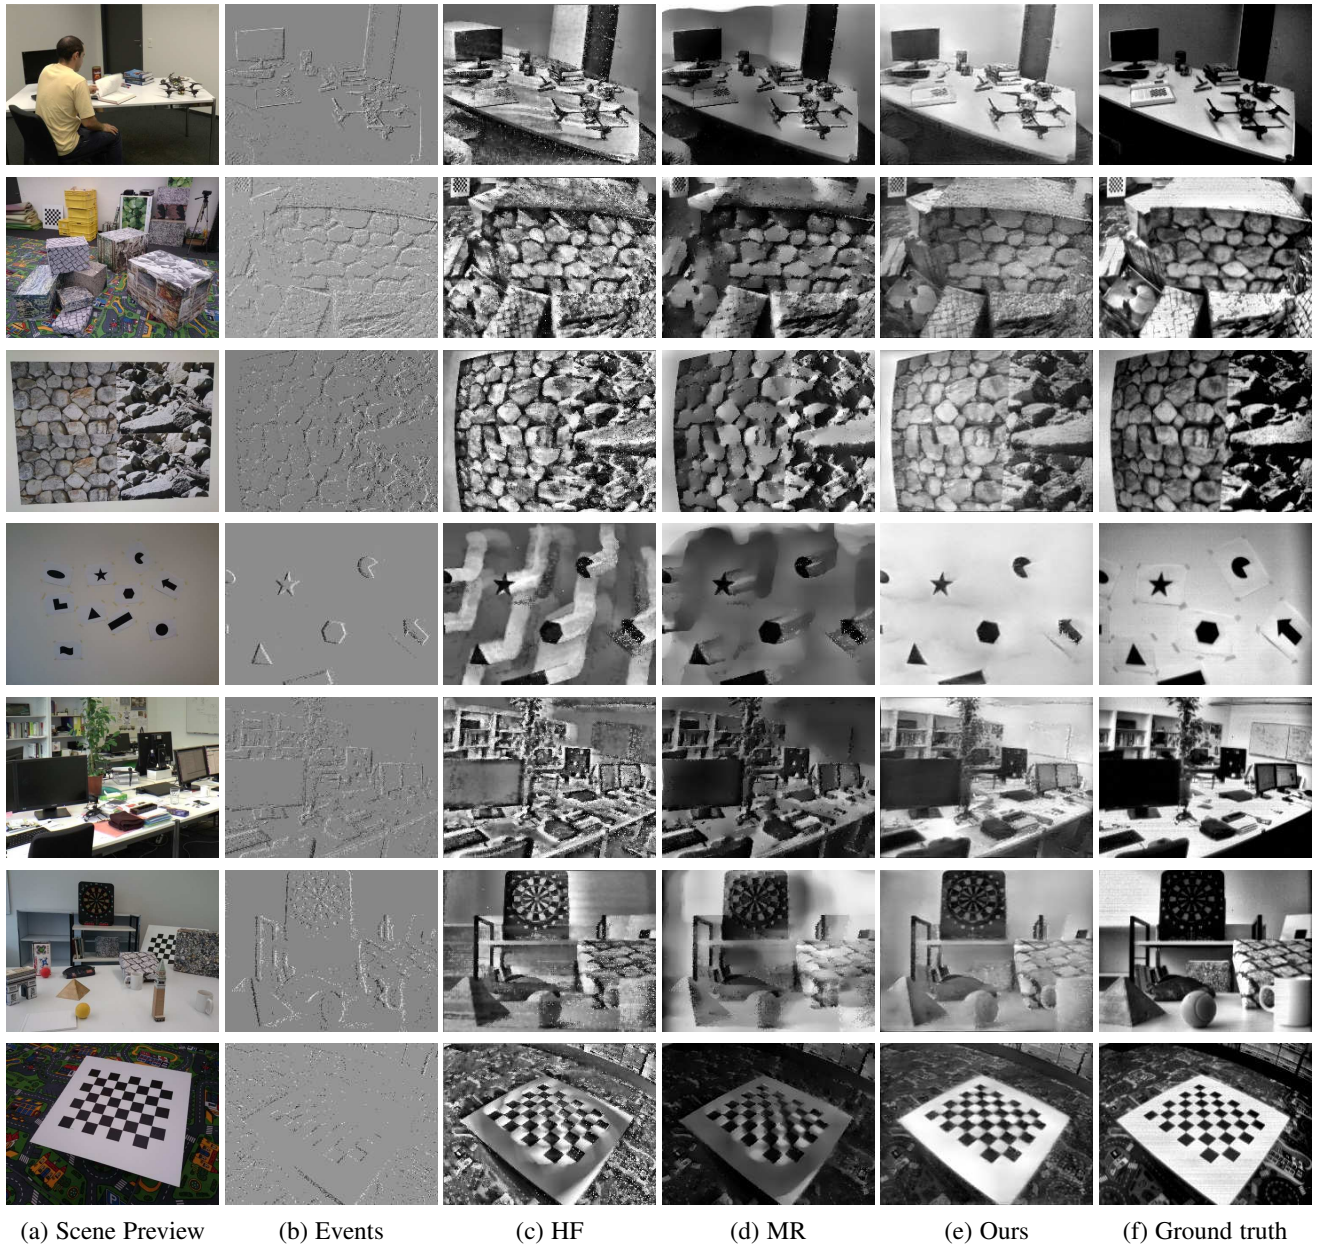 (a) Scene Preview
(b) Events
(c) HF
(d) MR
(e) Ours
(f) Ground truth